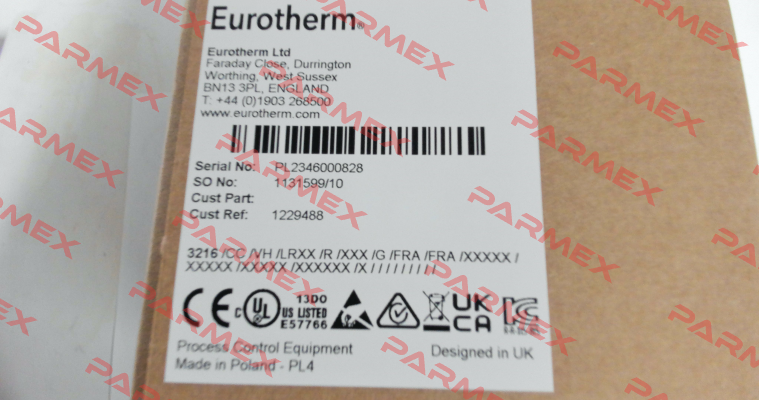 Eurotherm®
Eurotherm Ltd
Faraday Close, Durrington
Worthing, West Sussex
BN13 3PL, ENGLAND
T: +44 (0)1903 268500
www.eurotherm.com
Serial No: PL2346000828
SO No: 1131599/10
Cust Part:
Cust Ref: 1229488
3216 /CC /VH /LRXX /R /XXX /G /FRA /FRA /XXXXX /
XXXXX /XXXXX /XXXXXX /X / / / / / / / / /
CE c UL US LISTED 13DO E57766 UK CA
Process Control Equipment Designed in UK
Made in Poland - PL4
PARMEX
PARMEX
PARMEX
PARMEX
PARMEX
PARMEX
PARMEX
PARMEX
PARMEX
PARMEX
PARMEX
PARMEX